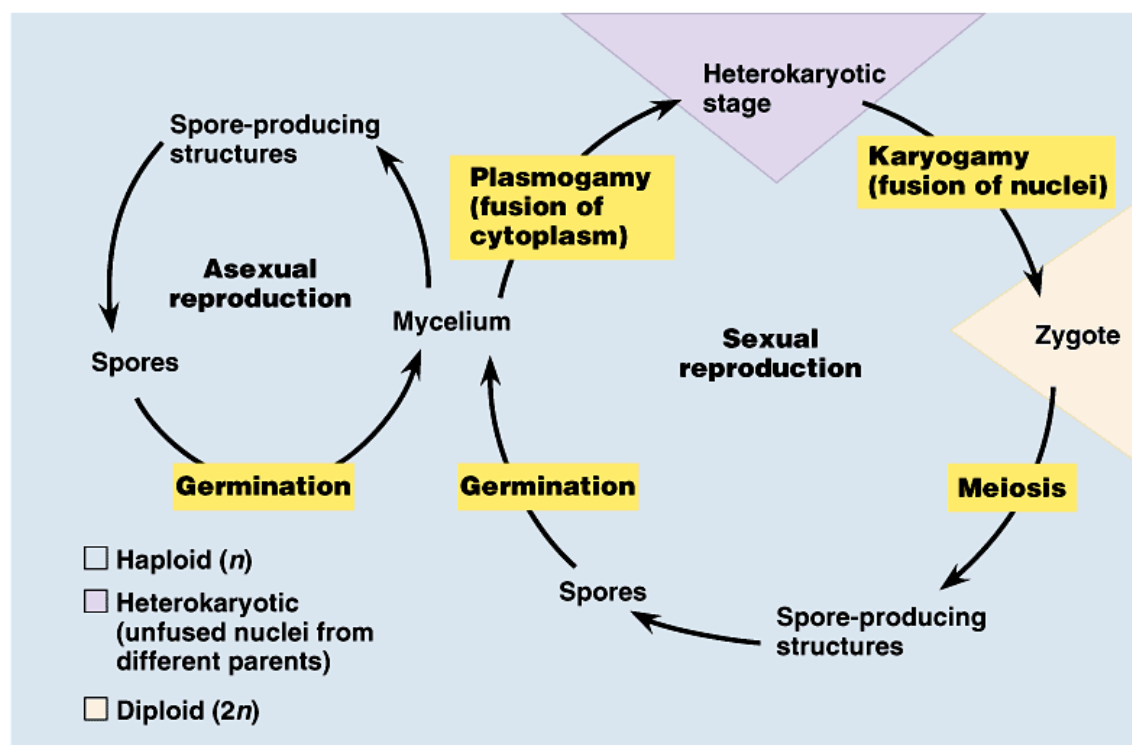 Heterokaryotic
stage
Spore-producing
structures
Karyogamy
(fusion of nuclei)
Plasmogamy
(fusion of
cytoplasm)
Asexual
reproduction
Mycelium
Sexual
reproduction
Zygote
Spores
Germination
Germination
Meiosis
Haploid (n)
Spores
Heterokaryotic
(unfused nuclei from
different parents)
Spore-producing
structures
Diploid (2n)